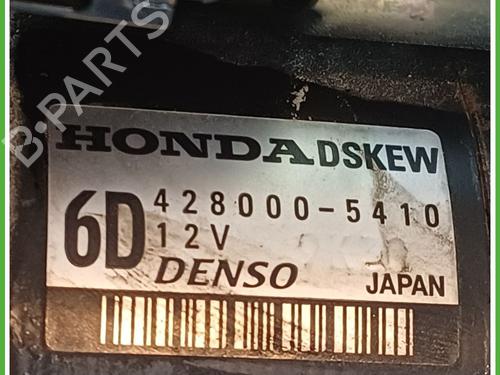 B-PARTS
HONDA DSKEW
6D 428000-5410
12V
DENSO
JAPAN